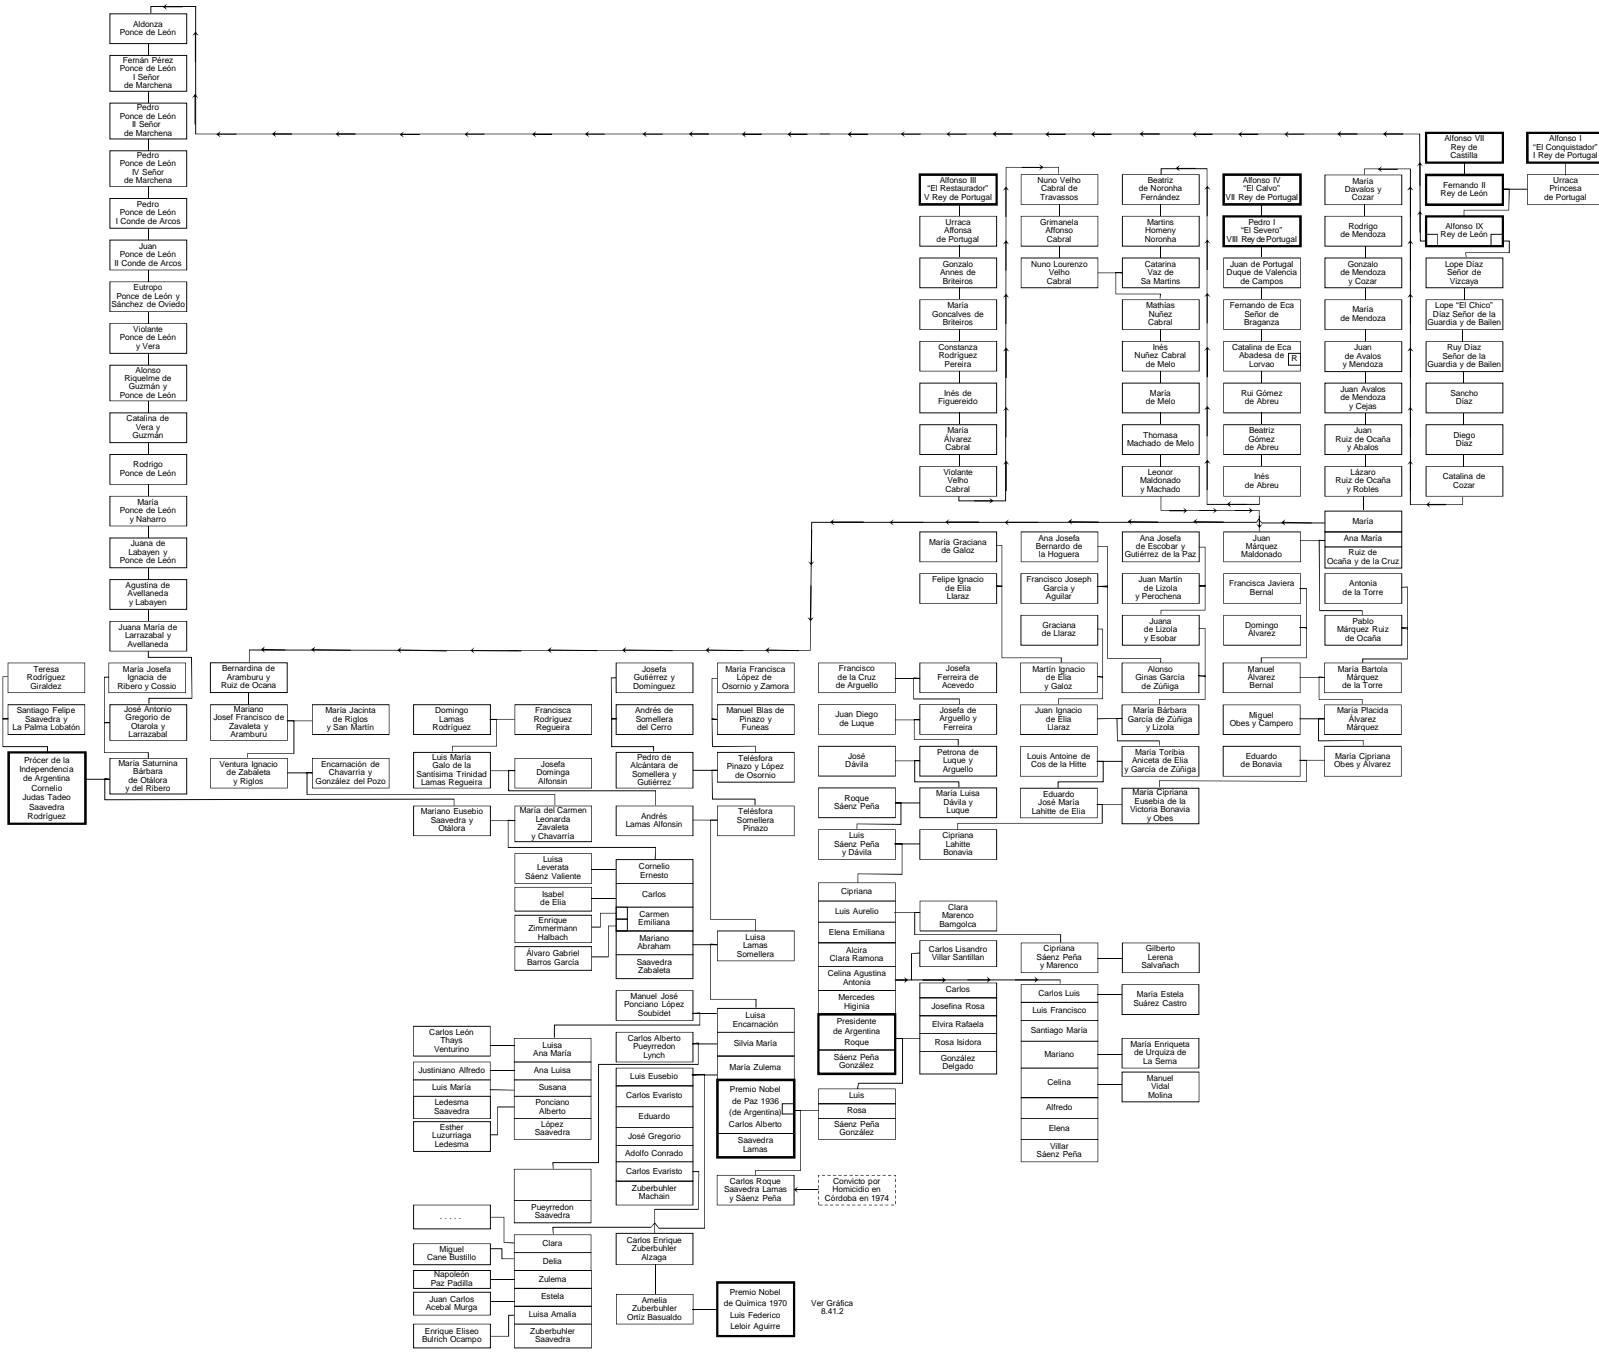 Aldonza
Ponce de León
Fernán Pérez
Ponce de León
I Señor
de Marchena
Pedro
Ponce de León
II Señor
de Marchena
Pedro
Ponce de León
IV Señor
de Marchena
Pedro
Ponce de León
I Conde de Arcos
Juan
Ponce de León
II Conde de Arcos
Eutropo
Ponce de León y
Sánchez de Oviedo
Violante
Ponce de León
y Vera
Alonso
Riquelme de
Guzmán y
Ponce de León
Catalina de
Vera y
Guzmán
Rodrigo
Ponce de León
María
Ponce de León
y Naharro
Juana de
Labayen y
Ponce de León
Agustina de
Avellaneda
y Labayen
Juana María de
Larrazabal y
Avellaneda
Alfonso VII
Rey de
Castilla
Alfonso I
"El Conquistador"
I Rey de Portugal
Fernando II
Rey de León
Urraca
Princesa
de Portugal
Alfonso IX
Rey de León
Alfonso III
"El Restaurador"
V Rey de Portugal
Urraca
Affonsa
de Portugal
Gonzalo
Annes de
Briteiros
María
Goncalves de
Briteiros
Constanza
Rodríguez
Pereira
Inés de
Figuereido
María
Álvarez
Cabral
Violante
Velho
Cabral
Nuno Velho
Cabral de
Travassos
Grimanela
Affonso
Cabral
Nuno Lourenzo
Velho
Cabral
Beatriz
de Noronha
Fernández
Martins
Homeny
Noronha
Catarina
Vaz de
Sa Martins
Mathías
Nuñez
Cabral
Inés
Nuñez Cabral
de Melo
María
de Melo
Thomasa
Machado de Melo
Leonor
Maldonado
y Machado
Alfonso IV
"El Calvo"
VII Rey de Portugal
Pedro I
"El Severo"
VIII Rey de Portugal
Juan de Portugal
Duque de Valencia
de Campos
Fernando de Eca
Señor de
Braganza
Catalina de Eca
Abadesa de
Lorvao
R
Rui Gómez
de Abreu
Beatriz
Gómez
de Abreu
Inés
de Abreu
María
Davalos y
Cozar
Rodrigo
de Mendoza
Gonzalo
de Mendoza
y Cozar
María
de Mendoza
Juan
de Avalos
y Mendoza
Juan Avalos
de Mendoza
y Cejas
Juan
Ruiz de Ocaña
y Abalos
Lázaro
Ruiz de Ocaña
y Robles
Lope Díaz
Señor de
Vizcaya
Lope "El Chico"
Díaz Señor de la
Guardia y de Bailen
Ruy Díaz
Señor de la
Guardia y de Bailen
Sancho
Díaz
Diego
Díaz
Catalina de
Cozar
María
Ana María
Ruiz de
Ocaña y de la Cruz
María Graciana
de Galoz
Ana Josefa
Bernardo de
la Hoguera
Ana Josefa
de Escobar y
Gutiérrez de la Paz
Juan
Márquez
Maldonado
Felipe Ignacio
de Elia
Llaraz
Francisco Joseph
García y
Aguilar
Juan Martín
de Lizola
y Perochena
Francisca Javiera
Bernal
Antonia
de la Torre
Graciana
de Llaraz
Juana
de Lizola
y Esobar
Domingo
Álvarez
Pablo
Márquez Ruiz
de Ocaña
Teresa
Rodríguez
Giraldez
María Josefa
Ignacia de
Ribero y Cossio
Bernardina de
Aramburu y
Ruiz de Ocana
Josefa
Gutiérrez y
Domínguez
María Francisca
López de
Osornio y Zamora
Francisco
de la Cruz
de Arguello
Josefa
Ferreira de
Acevedo
Martín Ignacio
de Elia
y Galoz
Alonso
Ginas García
de Zúñiga
Manuel
Álvarez
Bernal
María Bartola
Márquez
de la Torre
Santiago Felipe
Saavedra y
La Palma Lobatón
José Antonio
Gregorio de
Otarola y
Larrazabal
Mariano
Josef Francisco de
Zavaleta y
Aramburu
María Jacinta
de Riglos
y San Martín
Domingo
Lamas
Rodríguez
Francisca
Rodríguez
Regueira
Andrés de
Somellera
del Cerro
Manuel Blas de
Pinazo y
Funeas
Juan Diego
de Luque
Josefa de
Arguello y
Ferreira
Juan Ignacio
de Elia
Llaraz
María Bárbara
García de Zúñiga
y Lizola
Miguel
Obes y Campero
María Placida
Álvarez
Márquez
Prócer de la
Independencia
de Argentina
Cornelio
Judas Tadeo
Saavedra
Rodríguez
María Saturnina
Bárbara
de Otálora
y del Ribero
Ventura Ignacio
de Zabaleta
y Riglos
Encarnación de
Chavarría y
González del Pozo
Luis María
Galo de la
Santísima Trinidad
Lamas Regueira
Josefa
Dominga
Alfonsín
Pedro de
Alcántara de
Somellera y
Gutiérrez
Telésfora
Pinazo y López
de Osornio
José
Dávila
Petrona de
Luque y
Arguello
Louis Antoine de
Cos de la Hitte
María Toribia
Aniceta de Elia
y García de Zúñiga
Eduardo
de Bonavia
María Cipriana
Obes y Álvarez
Mariano Eusebio
Saavedra y
Otálora
María del Carmen
Leonarda
Zavaleta
y Chavarría
Andrés
Lamas Alfonsin
Telésfora
Somellera
Pinazo
Roque
Sáenz Peña
María Luisa
Dávila y
Luque
Eduardo
José María
Lahitte de Elia
María Cipriana
Eusebia de la
Victoria Bonavia
y Obes
Luis
Sáenz Peña
y Dávila
Cipriana
Lahitte
Bonavia
Luisa
Leverata
Sáenz Valiente
Isabel
de Elia
Enrique
Zimmermann
Halbach
Álvaro Gabriel
Barros García
Cornelio
Ernesto
Carlos
Carmen
Emiliana
Mariano
Abraham
Saavedra
Zabaleta
Luisa
Lamas
Somellera
Cipriana
Luis Aurelio
Elena Emiliana
Alcira
Clara Ramona
Celina Agustina
Antonia
Mercedes
Higinia
Presidente
de Argentina
Roque
Sáenz Peña
González
Clara
Marenco
Bamgolca
Carlos Lisandro
Villar Santillan
Cipriana
Sáenz Peña
y Marenco
Gilberto
Lerena
Salvañach
Carlos
Josefina Rosa
Elvira Rafaela
Rosa Isidora
González
Delgado
Carlos Luis
Luis Francisco
Santiago María
Mariano
Celina
Alfredo
Elena
Villar
Sáenz Peña
María Estela
Suárez Castro
María Enriqueta
de Urquiza de
La Serna
Manuel
Vidal
Molina
Manuel José
Ponciano López
Soubidet
Carlos Alberto
Pueyrredon
Lynch
Luisa
Encarnación
Silvia María
María Zulema
Premio Nobel
de Paz 1936
(de Argentina)
Carlos Alberto
Saavedra
Lamas
Carlos León
Thays
Venturino
Justiniano Alfredo
Luis María
Ledesma
Saavedra
Esther
Luzurriaga
Ledesma
Luisa
Ana María
Ana Luisa
Susana
Ponciano
Alberto
López
Saavedra
Luis Eusebio
Carlos Evaristo
Eduardo
José Gregorio
Adolfo Conrado
Carlos Evaristo
Zuberbuhler
Machain
Luis
Rosa
Sáenz Peña
González
Carlos Roque
Saavedra Lamas
y Sáenz Peña
Convicto por
Homicidio en
Córdoba en 1974
Pueyrredon
Saavedra
. . . . .
Miguel
Cane Bustillo
Napoleón
Paz Padilla
Juan Carlos
Acebal Murga
Enrique Eliseo
Bulrich Ocampo
Clara
Delia
Zulema
Estela
Luisa Amalia
Zuberbuhler
Saavedra
Carlos Enrique
Zuberbuhler
Alzaga
Amelia
Zuberbuhler
Ortiz Basualdo
Premio Nobel
de Química 1970
Luis Federico
Leloir Aguirre
Ver Gráfica
8.41.2